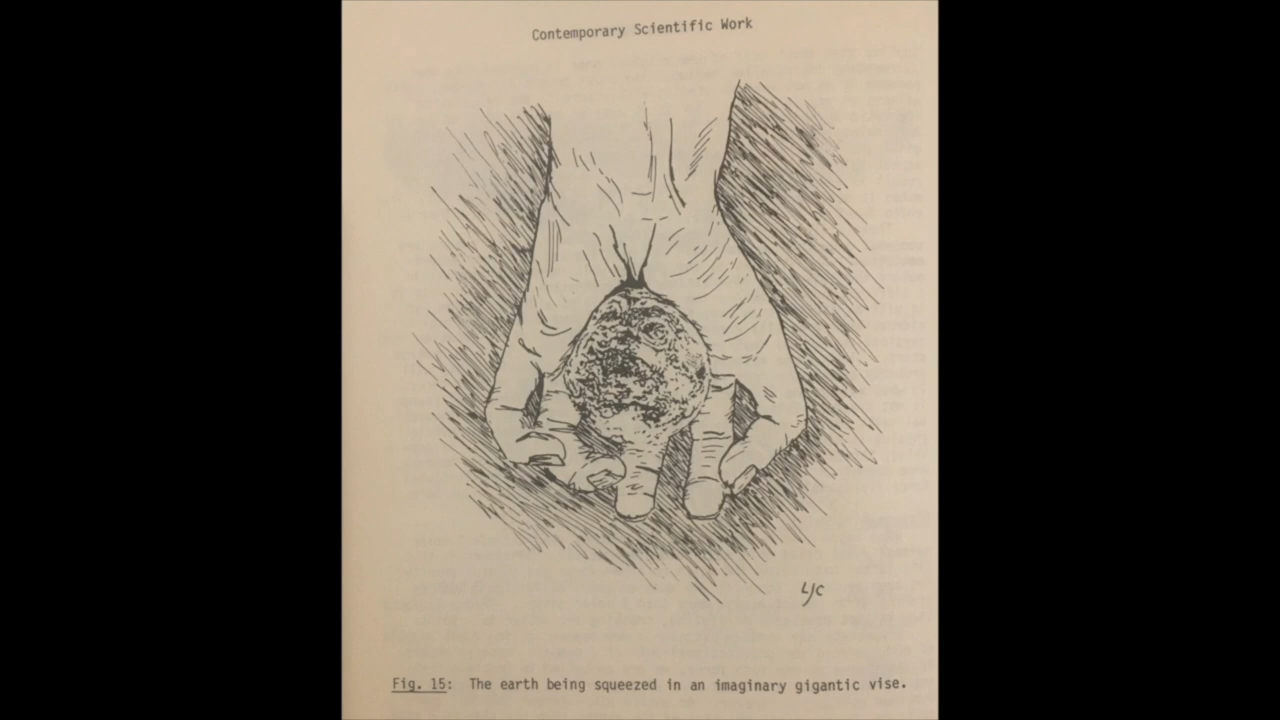 Contemporary Scientific Work
LJC
Fig. 15: The earth being squeezed in an imaginary gigantic vise.